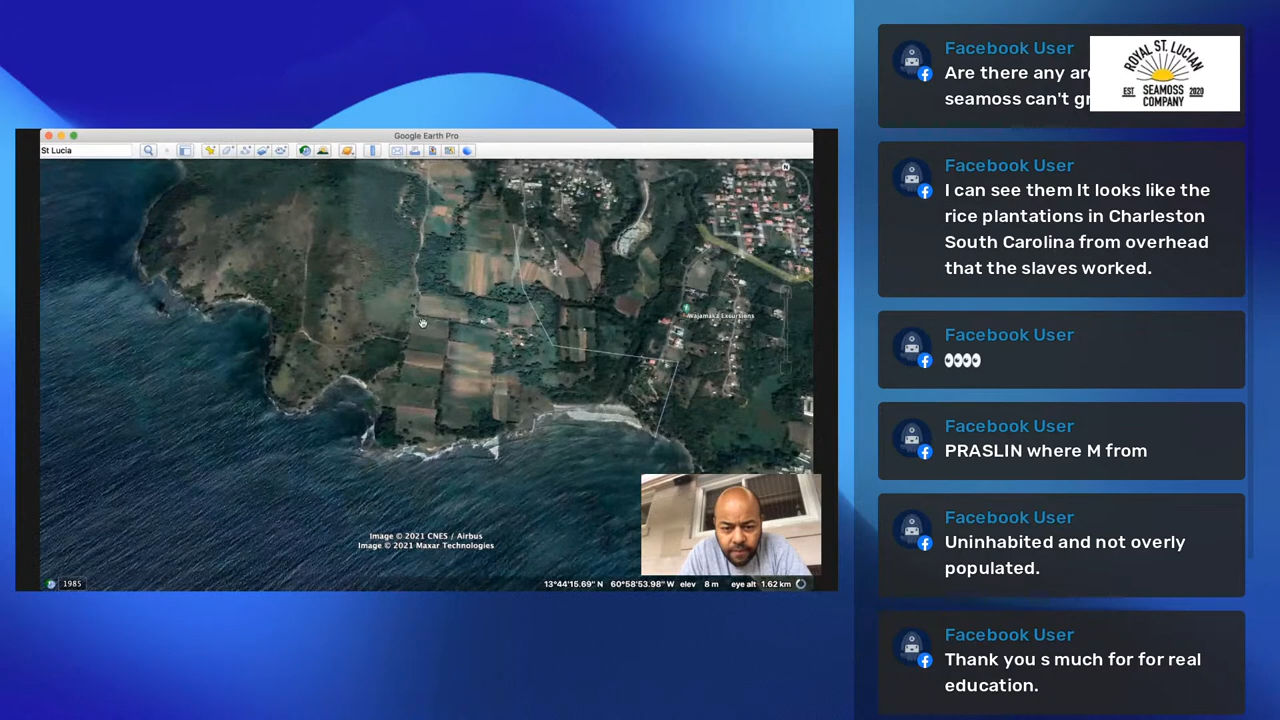 Google Earth Pro
St Lucia
Wajamaka Excursions
N
Image © 2021 CNES / Airbus
Image © 2021 Maxar Technologies
1985
13°44'15.69" N 60°58'53.98" W elev 8 m eye alt 1.62 km
Facebook User
Are there any
seamoss can't
ROYAL ST. LUCIAN
EST. SEAMOSS 2020
COMPANY
Facebook User
I can see them It looks like the
rice plantations in Charleston
South Carolina from overhead
that the slaves worked.
Facebook User
👀👀
Facebook User
PRASLIN where M from
Facebook User
Uninhabited and not overly
populated.
Facebook User
Thank you s much for for real
education.